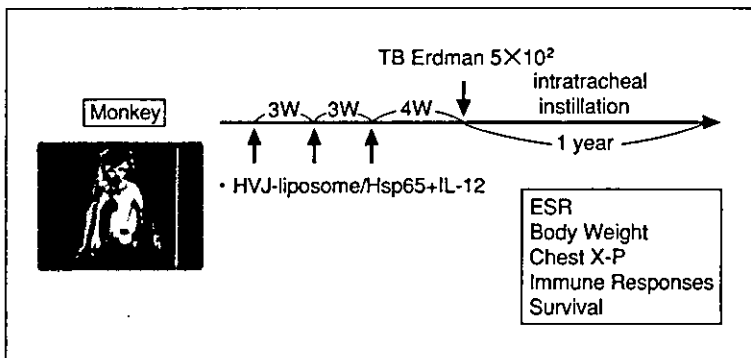 TB Erdman 5×10²
intratracheal
instillation
Monkey
3W 3W 4W
1 year
・HVJ-liposome/Hsp65+IL-12
ESR
Body Weight
Chest X-P
Immune Responses
Survival